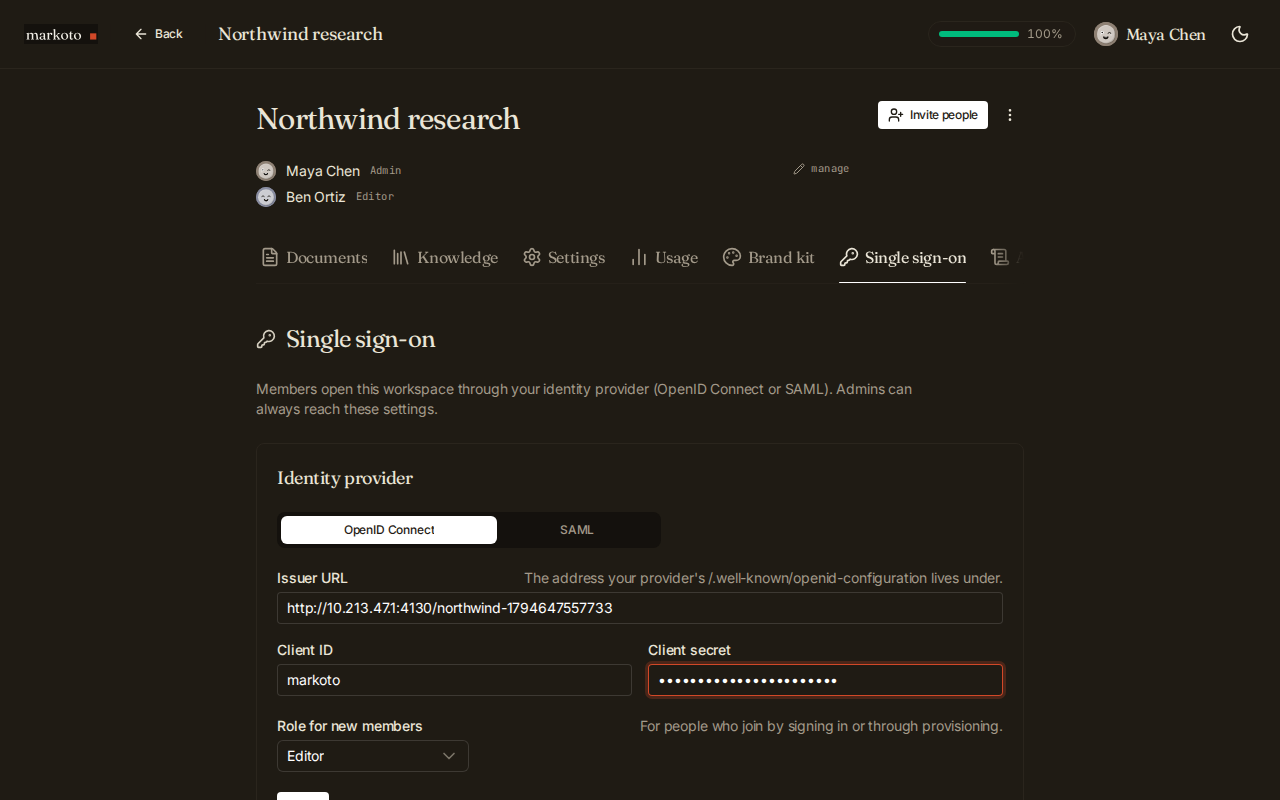 markoto
Back
Northwind research
100%
Maya Chen
Northwind research
Invite people
Maya Chen Admin
manage
Ben Ortiz Editor
Documents Knowledge Settings Usage Brand kit Single sign-on
Single sign-on
Members open this workspace through your identity provider (OpenID Connect or SAML). Admins can
always reach these settings.
Identity provider
OpenID Connect SAML
Issuer URL The address your provider's /.well-known/openid-configuration lives under.
http://10.213.47.1:4130/northwind-1794647557733
Client ID Client secret
markoto
Role for new members For people who join by signing in or through provisioning.
Editor